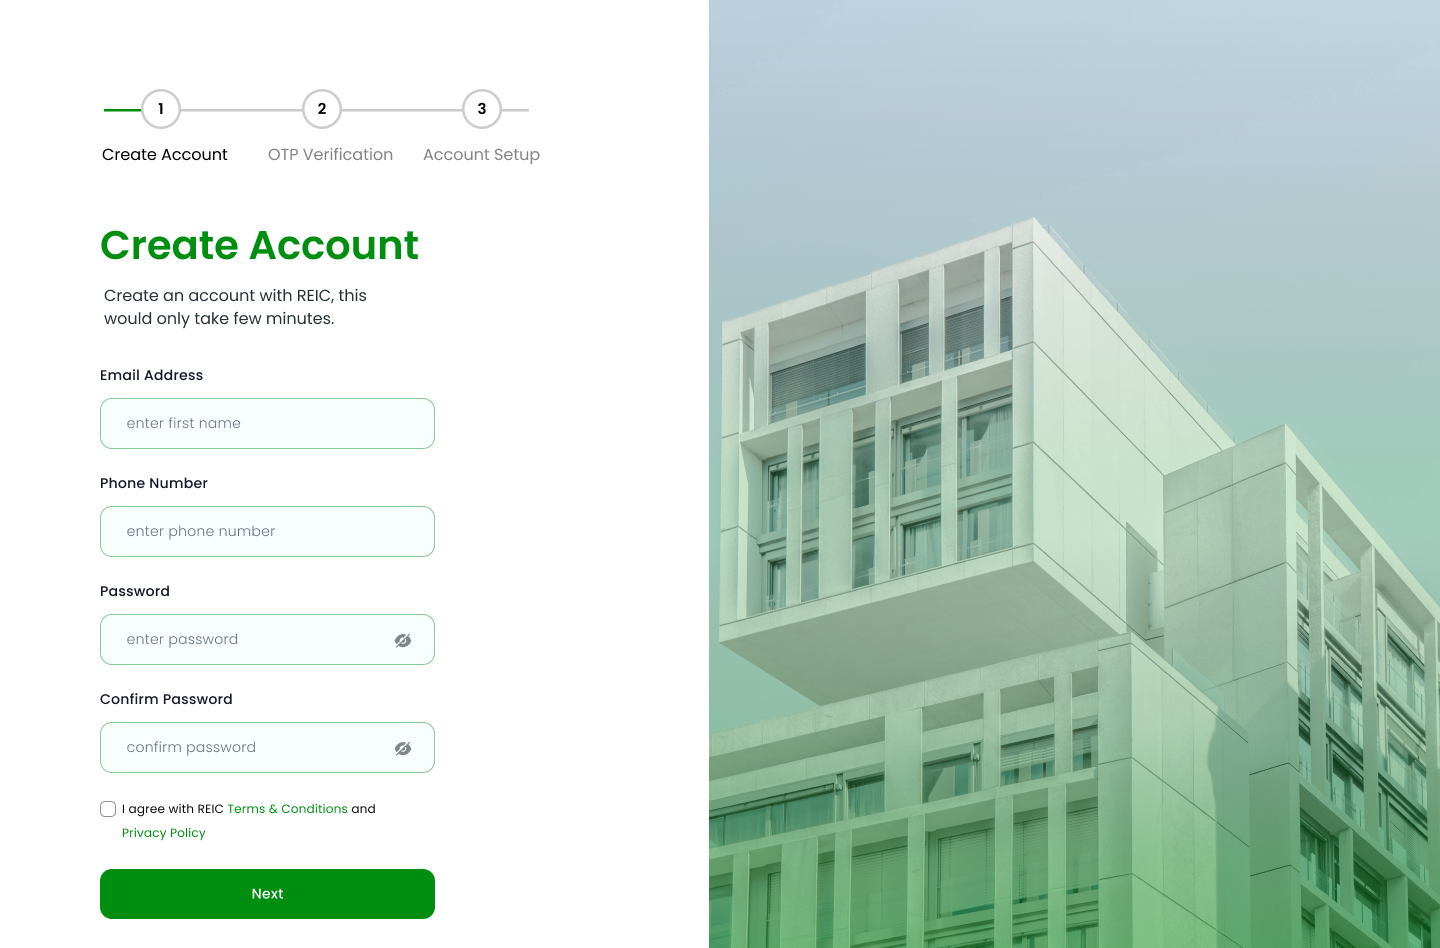 1 2 3
Create Account OTP Verification Account Setup
Create Account
Create an account with REIC, this
would only take few minutes.
Email Address
enter first name
Phone Number
enter phone number
Password
enter password
Confirm Password
confirm password
I agree with REIC Terms & Conditions and
Privacy Policy
Next